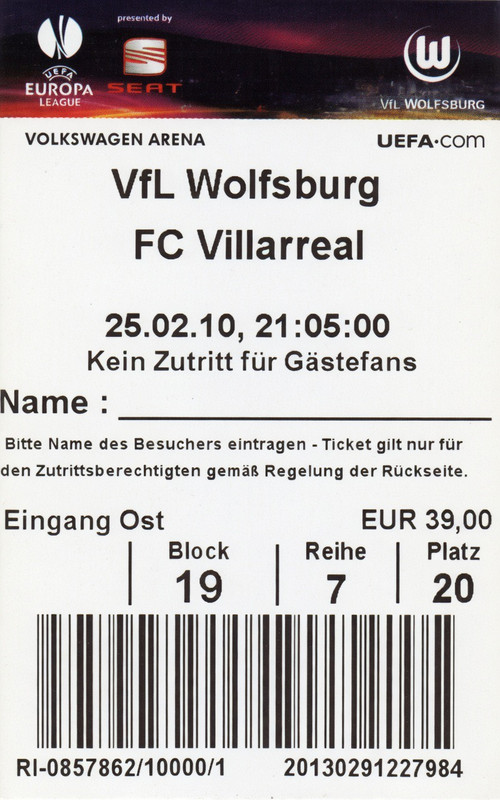 presented by
UEFA
EUROPA
LEAGUE
SEAT
W
VfL WOLFSBURG
VOLKSWAGEN ARENA
UEFA.com
VfL Wolfsburg
FC Villarreal
25.02.10, 21:05:00
Kein Zutritt für Gästefans
Name : ____________________
Bitte Name des Besuchers eintragen - Ticket gilt nur für
den Zutrittsberechtigten gemäß Regelung der Rückseite.
Eingang Ost EUR 39,00
Block Reihe Platz
19 7 20
RI-0857862/10000/1 20130291227984